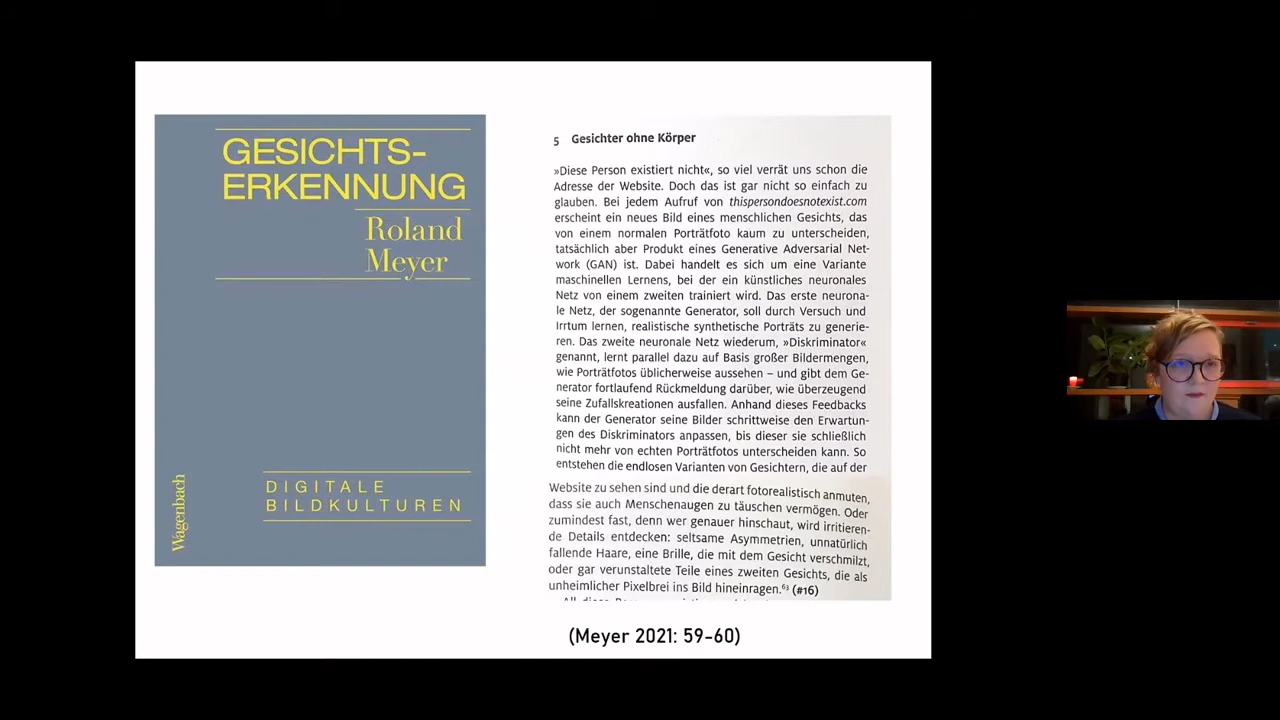 GESICHTS-
ERKENNUNG
Roland
Meyer
Wagenbach
DIGITALE
BILDKULTUREN
5 Gesichter ohne Körper
»Diese Person existiert nicht«, so viel verrät uns schon die
Adresse der Website. Doch das ist gar nicht so einfach zu
glauben. Bei jedem Aufruf von thispersondoesnotexist.com
erscheint ein neues Bild eines menschlichen Gesichts, das
von einem normalen Porträtfoto kaum zu unterscheiden,
tatsächlich aber Produkt eines Generative Adversarial Net-
work (GAN) ist. Dabei handelt es sich um eine Variante
maschinellen Lernens, bei der ein künstliches neuronales
Netz von einem zweiten trainiert wird. Das erste neurona-
le Netz, der sogenannte Generator, soll durch Versuch und
Irrtum lernen, realistische synthetische Porträts zu generie-
ren. Das zweite neuronale Netz wiederum, »Diskriminator«
genannt, lernt parallel dazu auf Basis großer Bildermengen,
wie Porträtfotos üblicherweise aussehen – und gibt dem Ge-
nerator fortlaufend Rückmeldung darüber, wie überzeugend
seine Zufallskreationen ausfallen. Anhand dieses Feedbacks
kann der Generator seine Bilder schrittweise den Erwartun-
gen des Diskriminators anpassen, bis dieser sie schließlich
nicht mehr von echten Porträtfotos unterscheiden kann. So
entstehen die endlosen Varianten von Gesichtern, die auf der
Website zu sehen sind und die derart fotorealistisch anmuten,
dass sie auch Menschenaugen zu täuschen vermögen. Oder
zumindest fast, denn wer genauer hinschaut, wird irritieren-
de Details entdecken: seltsame Asymmetrien, unnatürlich
fallende Haare, eine Brille, die mit dem Gesicht verschmilzt,
oder gar verunstaltete Teile eines zweiten Gesichts, die als
unheimlicher Pixelbrei ins Bild hineinragen.⁶³ (#16)
(Meyer 2021: 59-60)